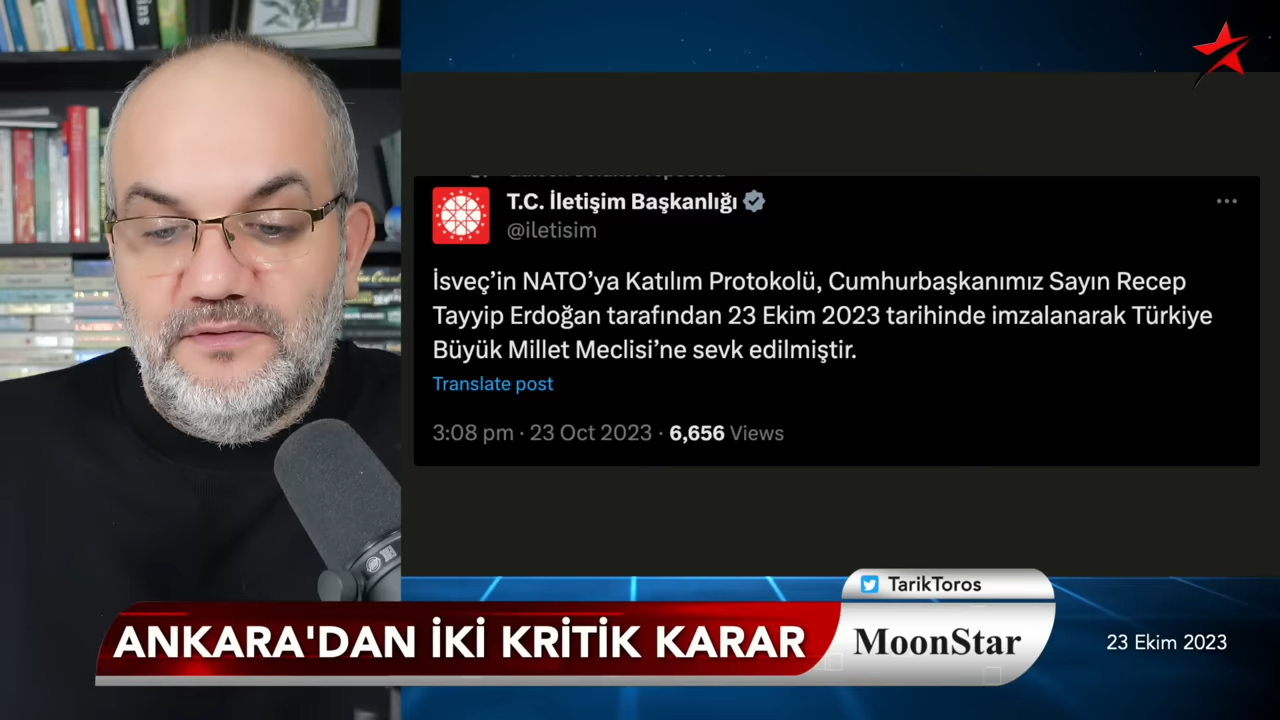 ins
T.C. İletişim Başkanlığı
@iletisim
İsveç'in NATO'ya Katılım Protokolü, Cumhurbaşkanımız Sayın Recep
Tayyip Erdoğan tarafından 23 Ekim 2023 tarihinde imzalanarak Türkiye
Büyük Millet Meclisi'ne sevk edilmiştir.
Translate post
3:08 pm · 23 Oct 2023 · 6,656 Views
TarikToros
ANKARA'DAN İKİ KRİTİK KARAR
MoonStar
23 Ekim 2023